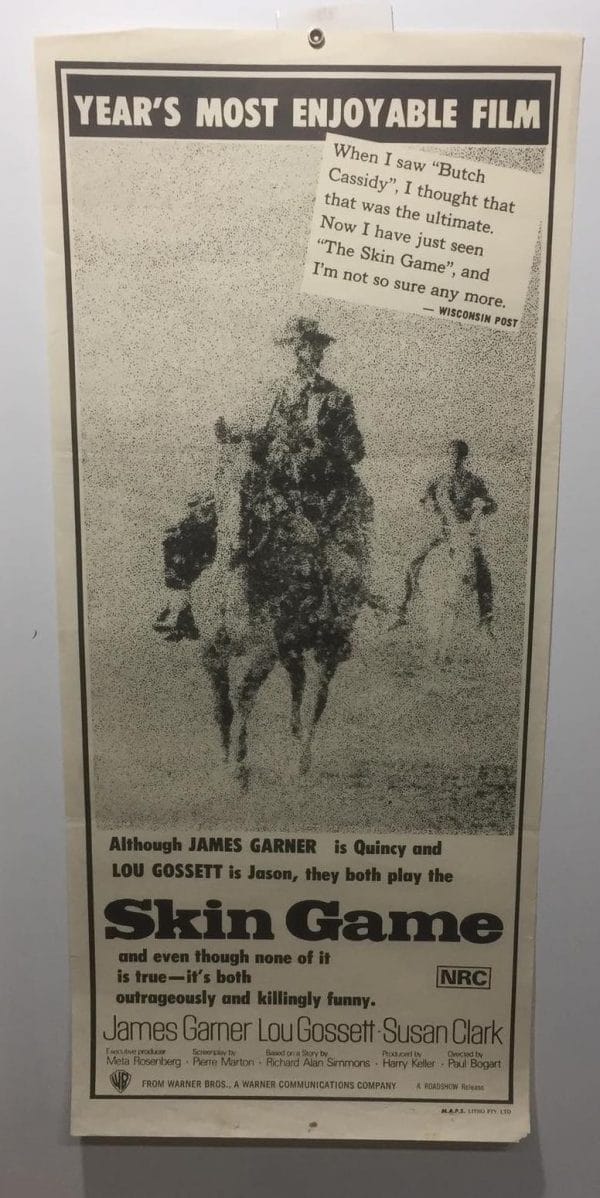 YEAR'S MOST ENJOYABLE FILM
When I saw "Butch
Cassidy", I thought that
that was the ultimate.
Now I have just seen
"The Skin Game", and
I'm not so sure any more.
— WISCONSIN POST
Although JAMES GARNER is Quincy and
LOU GOSSETT is Jason, they both play the
Skin Game
and even though none of it
is true—it's both
outrageously and killingly funny.
NRC
James Garner Lou Gossett · Susan Clark
Executive producer Screenplay by Based on a Story by Produced by Directed by
Meta Rosenberg · Pierre Marton · Richard Alan Simmons · Harry Keller · Paul Bogart
WB FROM WARNER BROS., A WARNER COMMUNICATIONS COMPANY A ROADSHOW Release
M.A.P.S. LITHO PTY. LTD